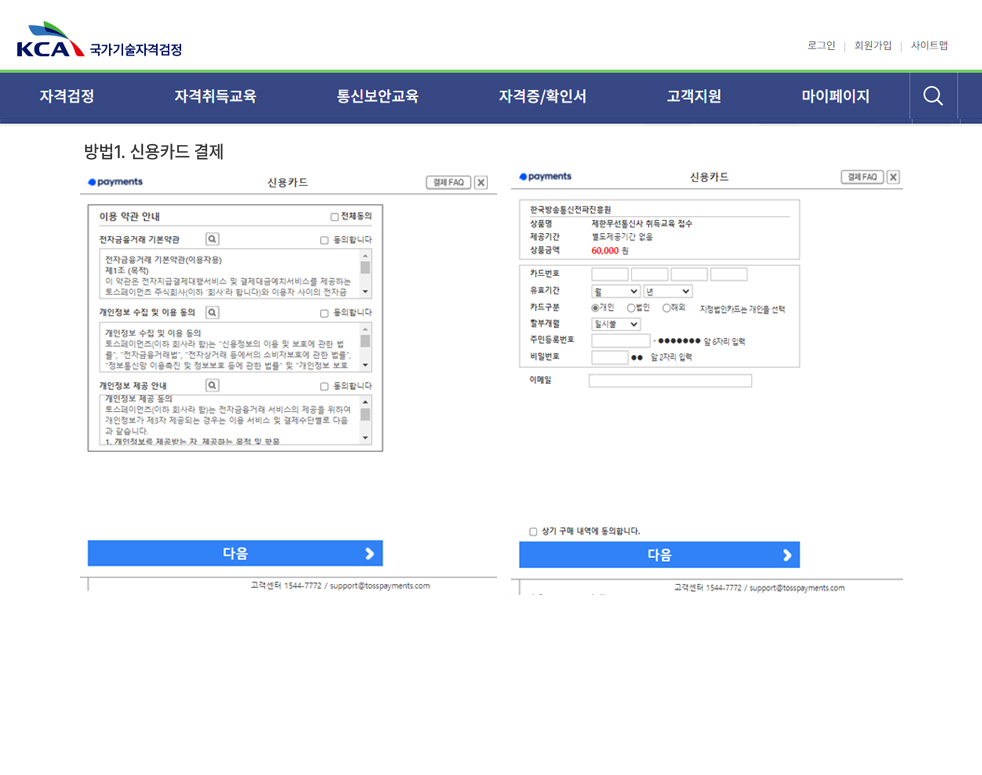 KCA 국가기술자격검정
로그인 | 회원가입 | 사이트맵
자격검정 자격취득교육 통신보안교육 자격증/확인서 고객지원 마이페이지
방법1. 신용카드 결제
payments 신용카드 결제 FAQ X
이용 약관 안내 전체동의
전자금융거래 기본약관 동의합니다
전자금융거래 기본약관(이용자용)
제1조 (목적)
이 약관은 전자지급결제대행서비스 및 결제대금예치서비스를 제공하는
토스페이먼츠 주식회사(이하 '회사'라 합니다)와 이용자 사이의 전자금
개인정보 수집 및 이용 동의 동의합니다
개인정보 수집 및 이용 동의
토스페이먼츠(이하 회사라 함)는 "신용정보의 이용 및 보호에 관한 법
률", "전자금융거래법", "전자상거래 등에서의 소비자보호에 관한 법률",
"정보통신망 이용촉진 및 정보보호 등에 관한 법률" 및 "개인정보 보호
개인정보 제공 안내 동의합니다
개인정보 제공 동의
토스페이먼츠(이하 회사라 함)는 전자금융거래 서비스의 제공을 위하여
개인정보가 제3자 제공되는 경우는 이용 서비스 및 결제수단별로 다음
과 같습니다.
1. 개인정보를 제공받는 자, 제공하는 목적 및 항목
다음
고객센터 1544-7772 / support@tosspayments.com
payments 신용카드 결제 FAQ X
한국방송통신전파진흥원
상품명 제한무선통신사 취득교육 접수
제공기간 별도제공기간 없음
상품금액 60,000 원
카드번호
유효기간 월 년
카드구분 개인 법인 해외 지정법인카드는 개인를 선택
할부개월 일시불
주민등록번호 - ●●●●●●● 앞 6자리 입력
비밀번호 ●● 앞 2자리 입력
이메일
상기 구매 내역에 동의합니다.
다음
고객센터 1544-7772 / support@tosspayments.com